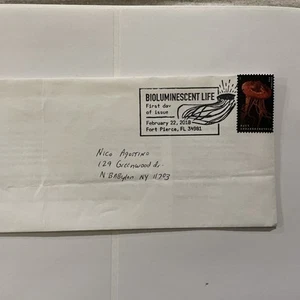 BIOLUMINESCENT LIFE
First day
of issue
February 22, 2018
Fort Pierce, FL 34981
Nico Agostino
129 Greenwood Dr
N Babylon NY 11703